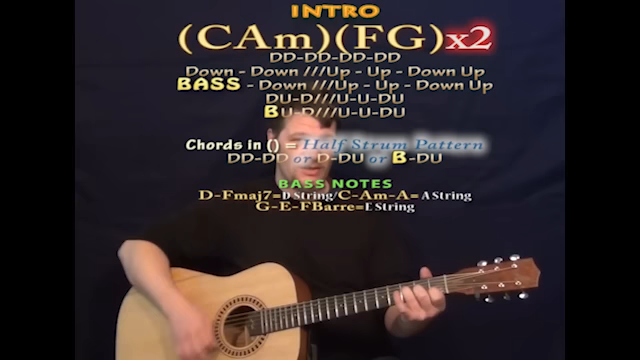 INTRO
(CAm)(FG)x2
DD-DD-DD-DD
Down - Down ///Up - Up - Down Up
BASS - Down ///Up - Up - Down Up
DU-D///U-U-DU
BU-D///U-U-DU
Chords in () = Half Strum Pattern
DD-DD or D-DU or B-DU
BASS NOTES
D-Fmaj7=D String/C-Am-A= A String
G-E-FBarre=E String